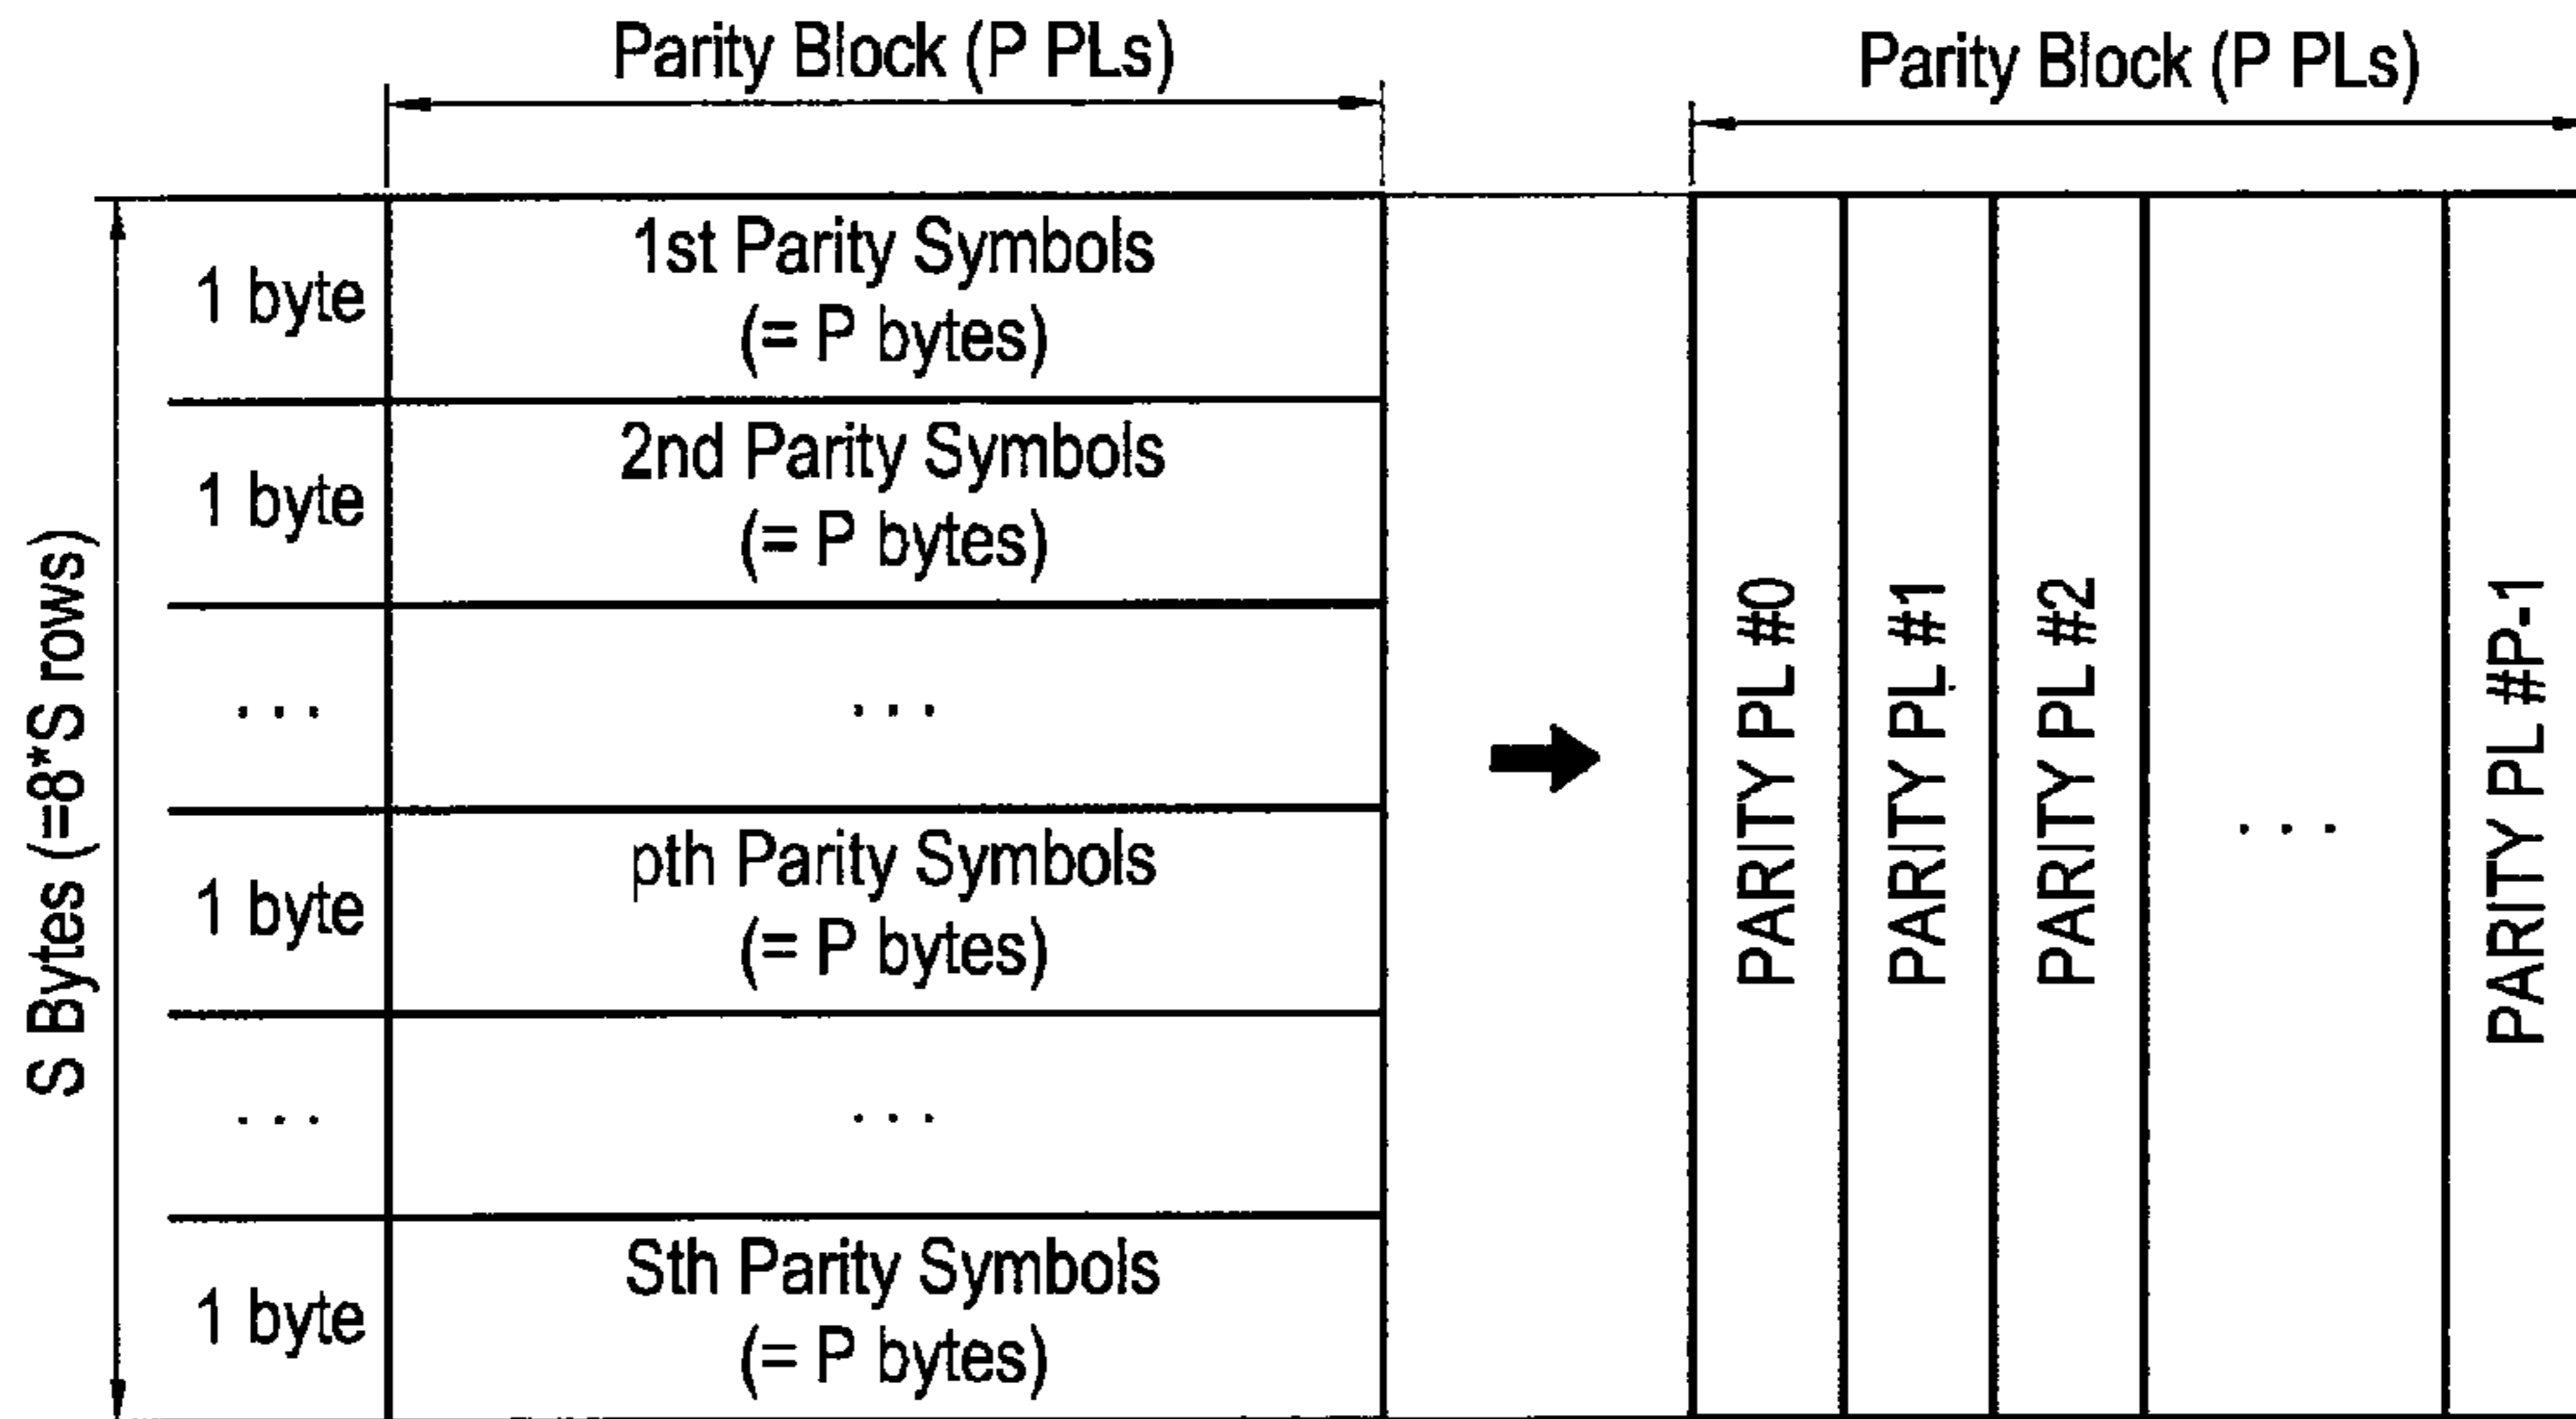 Parity Block (P PLs)
Parity Block (P PLs)
S Bytes (=8*S rows)
1 byte
1st Parity Symbols
(= P bytes)
1 byte
2nd Parity Symbols
(= P bytes)
. . .
. . .
1 byte
pth Parity Symbols
(= P bytes)
. . .
. . .
1 byte
Sth Parity Symbols
(= P bytes)
PARITY PL #0
PARITY PL #1
PARITY PL #2
. . .
PARITY PL #P-1